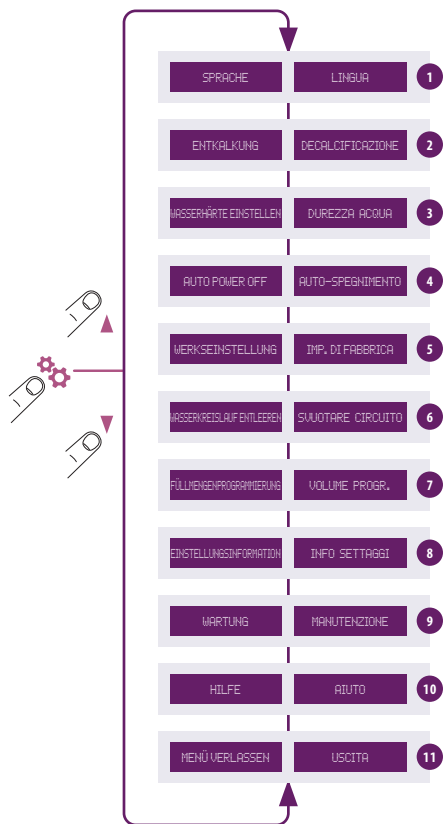 SPRACHE LINGUA 1
ENTKALKUNG DECALCIFICAZIONE 2
WASSERHÄRTE EINSTELLEN DUREZZA ACQUA 3
AUTO POWER OFF AUTO-SPEGNIMENTO 4
WERKSEINSTELLUNG IMP. DI FABBRICA 5
WASSERKREISLAUF ENTLEEREN SVUOTARE CIRCUITO 6
FÜLLMENGENPROGRAMMIERUNG VOLUME PROGR. 7
EINSTELLUNGSINFORMATION INFO SETTAGGI 8
WARTUNG MANUTENZIONE 9
HILFE AIUTO 10
MENÜ VERLASSEN USCITA 11